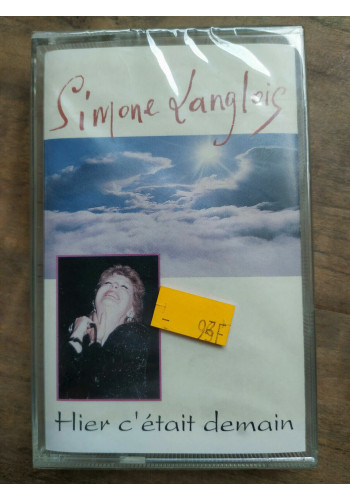 Simone Langlois
93F
Hier c'était demain